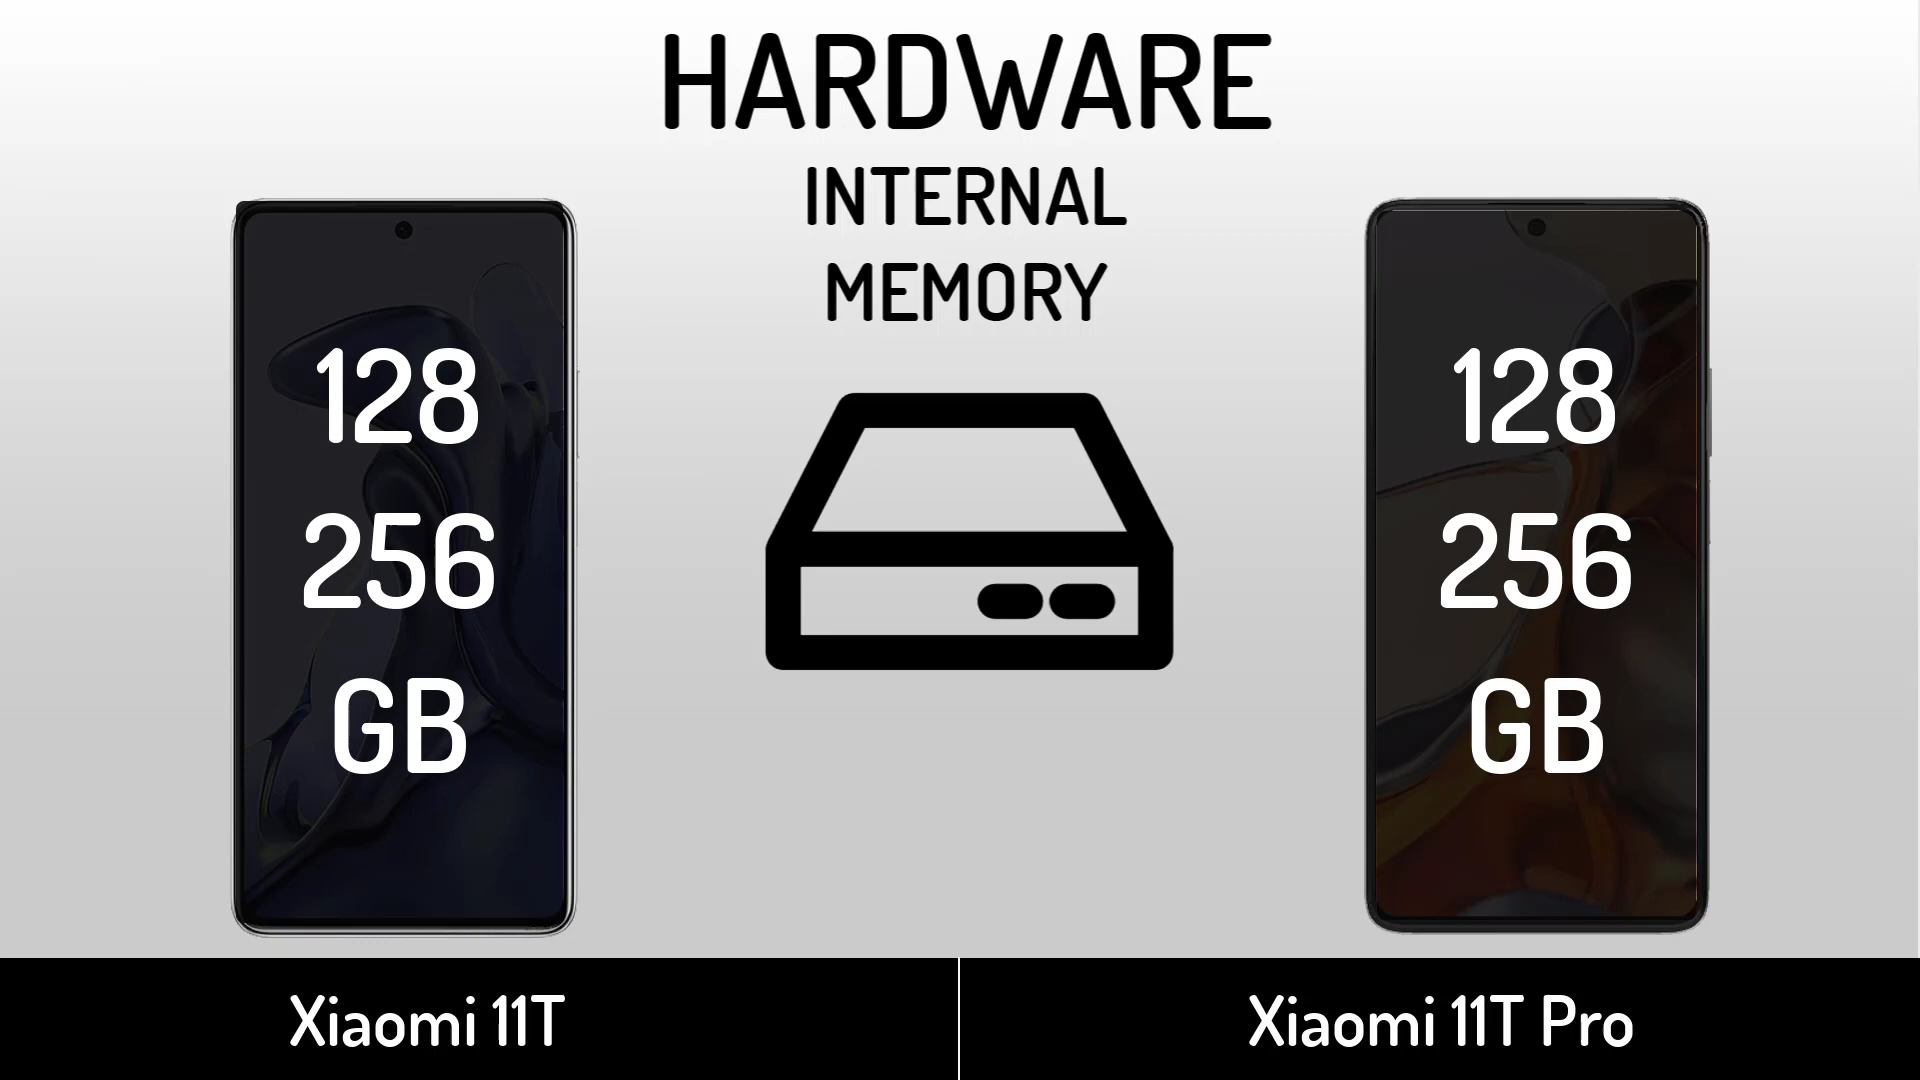 HARDWARE
INTERNAL
MEMORY
128
256
GB
128
256
GB
Xiaomi 11T
Xiaomi 11T Pro